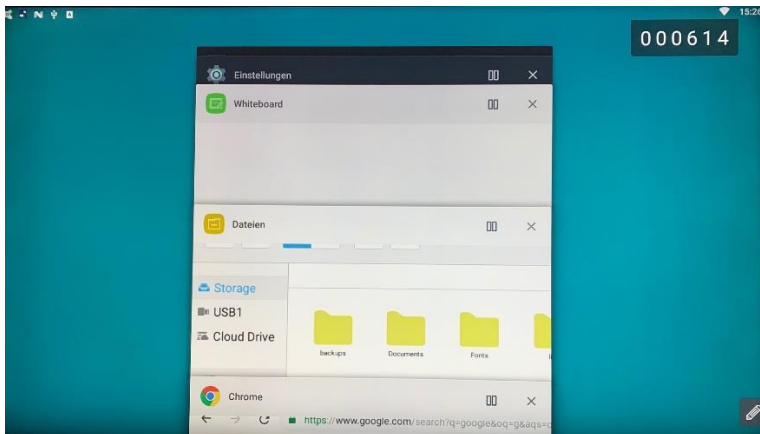 15:26
000614
Einstellungen
Whiteboard
Dateien
Storage
USB1
Cloud Drive
backups
Documents
Fonts
Chrome
https://www.google.com/search?q=google&oq=g&aqs=c